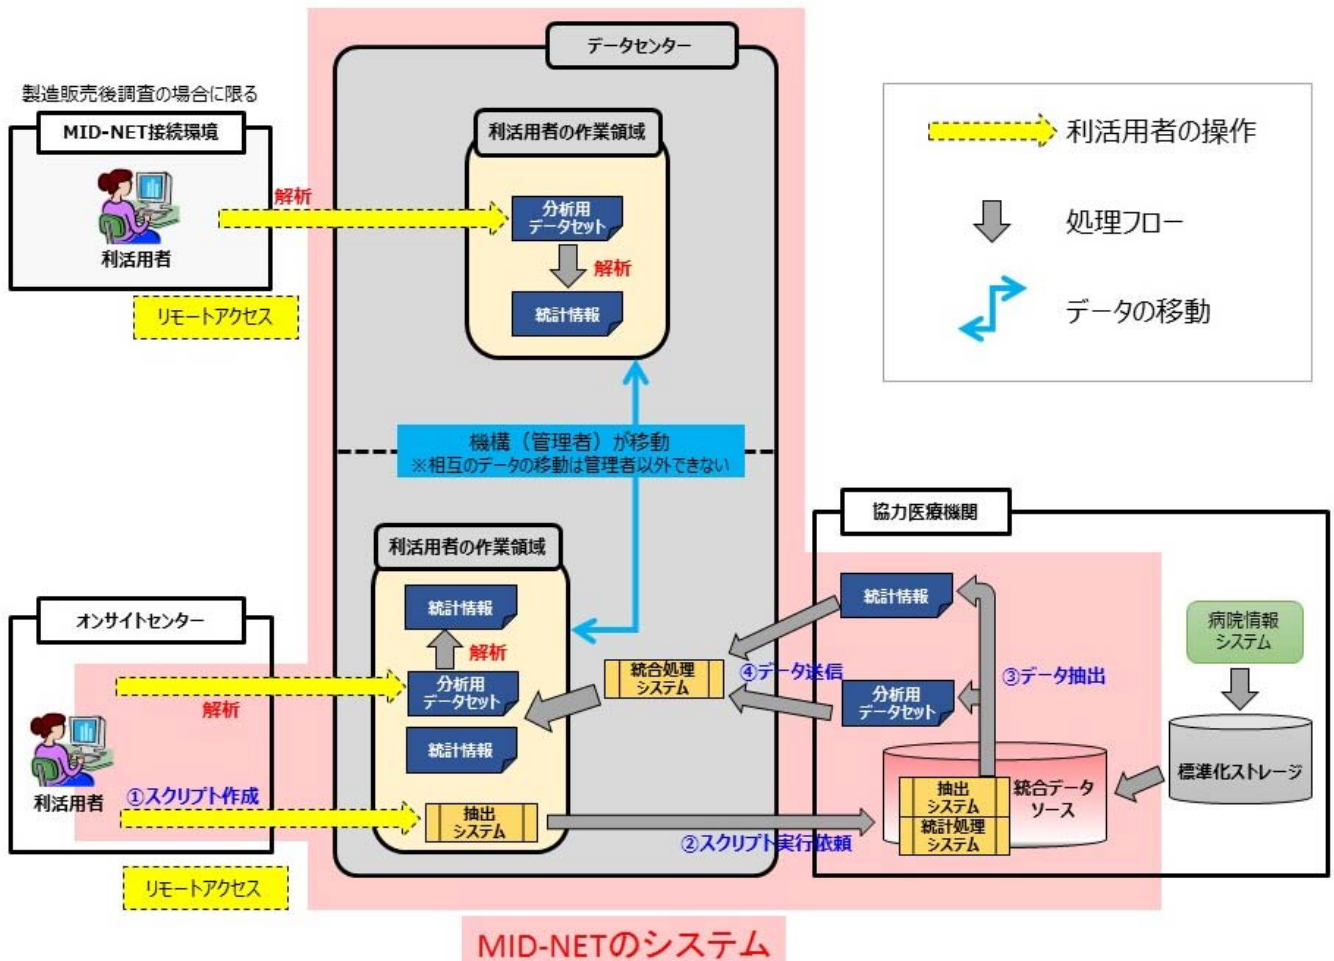 データセンター
製造販売後調査の場合に限る
MID-NET接続環境
利活用者
解析
リモートアクセス
利活用者の作業領域
分析用
データセット
解析
統計情報
利活用者の操作
処理フロー
データの移動
機構（管理者）が移動
※相互のデータの移動は管理者以外できない
オンサイトセンター
解析
利活用者
①スクリプト作成
リモートアクセス
利活用者の作業領域
統計情報
解析
分析用
データセット
統計情報
抽出
システム
統合処理
システム
④データ送信
②スクリプト実行依頼
協力医療機関
統計情報
分析用
データセット
③データ抽出
病院情報
システム
標準化ストレージ
統合データ
ソース
抽出
システム
統計処理
システム
MID-NETのシステム